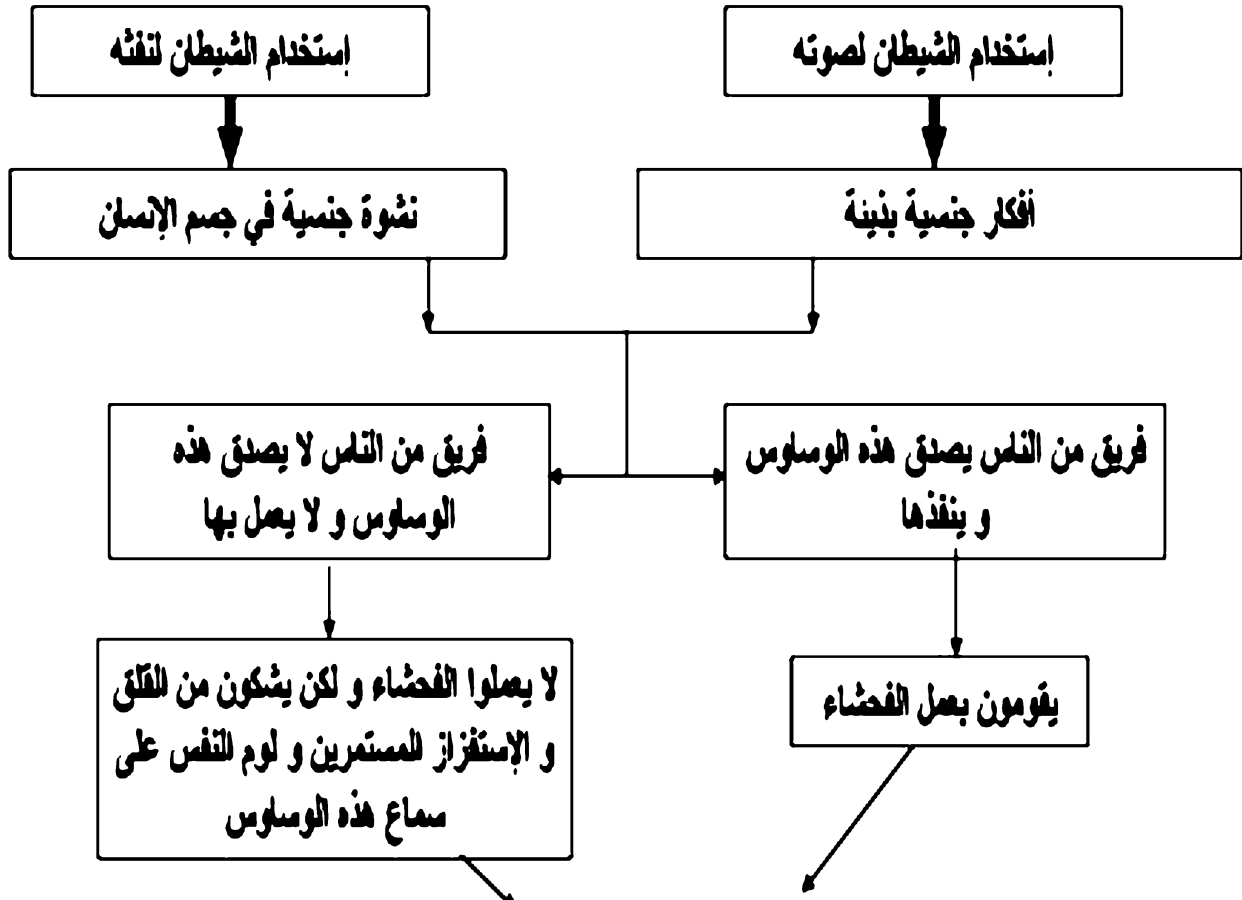 إستخدام الشيطان لصوته
إستخدام الشيطان لنفثه
أفكار جنسية بذيئة
نشوة جنسية في جسم الإنسان
فريق من الناس يصدق هذه الوساوس
و ينفذها
فريق من الناس لا يصدق هذه
الوساوس و لا يعمل بها
يقومون بعمل الفحشاء
لا يعملوا الفحشاء و لكن يشكون من القلق
و الإستفزاز المستمرين و لوم النفس على
سماع هذه الوساوس